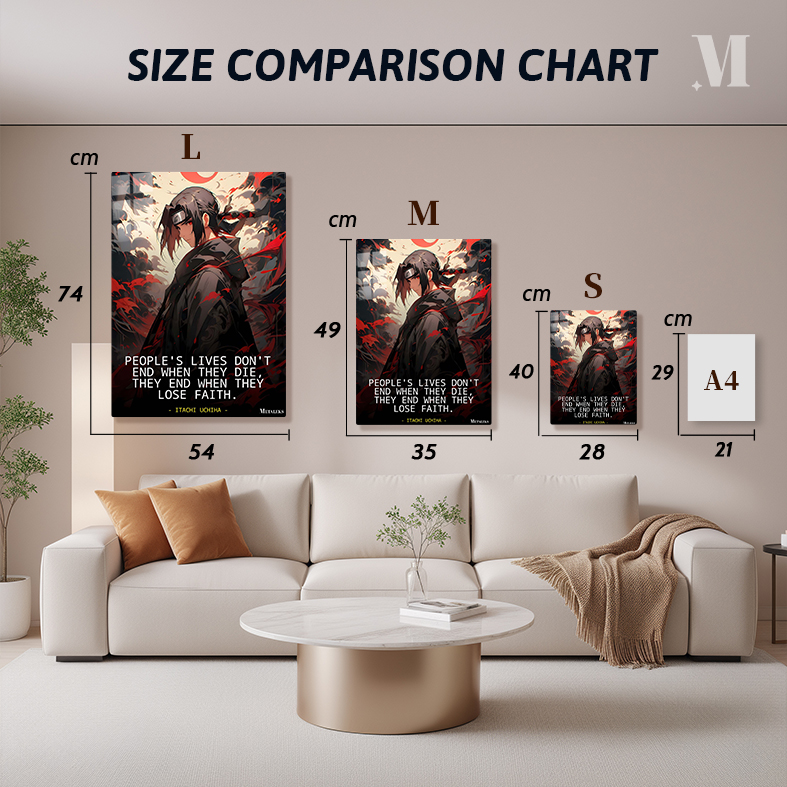 SIZE COMPARISON CHART
M
cm
L
74
54
PEOPLE'S LIVES DON'T
END WHEN THEY DIE,
THEY END WHEN THEY
LOSE FAITH.
- ITACHI UCHIHA -
METALUXS
cm
M
49
35
PEOPLE'S LIVES DON'T
END WHEN THEY DIE,
THEY END WHEN THEY
LOSE FAITH.
- ITACHI UCHIHA -
cm
S
40
28
PEOPLE'S LIVES DON'T
END WHEN THEY DIE,
THEY END WHEN THEY
LOSE FAITH.
- ITACHI UCHIHA -
cm
29
A4
21